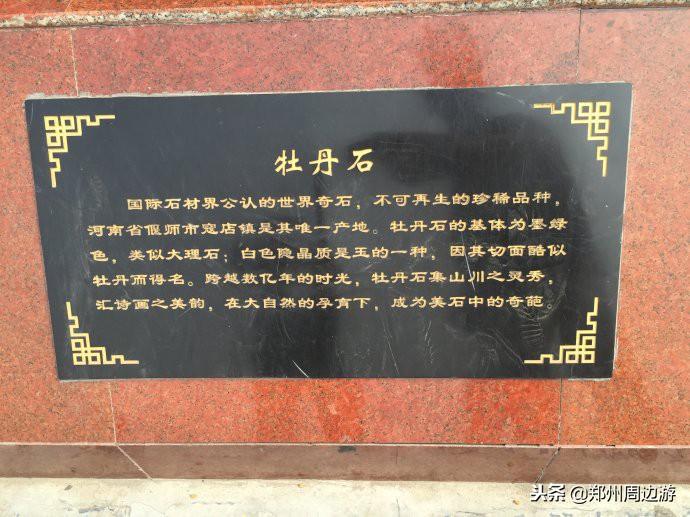 牡丹石
国际石材界公认的世界奇石，不可再生的珍稀品种，
河南省偃师市寇店镇是其唯一产地。牡丹石的基体为墨绿
色，类似大理石；白色隐晶质是玉的一种，因其切面酷似
牡丹而得名。跨越数亿年的时光，牡丹石集山川之灵秀，
汇诗画之美韵，在大自然的孕育下，成为美石中的奇葩。
头条 @郑州周边游